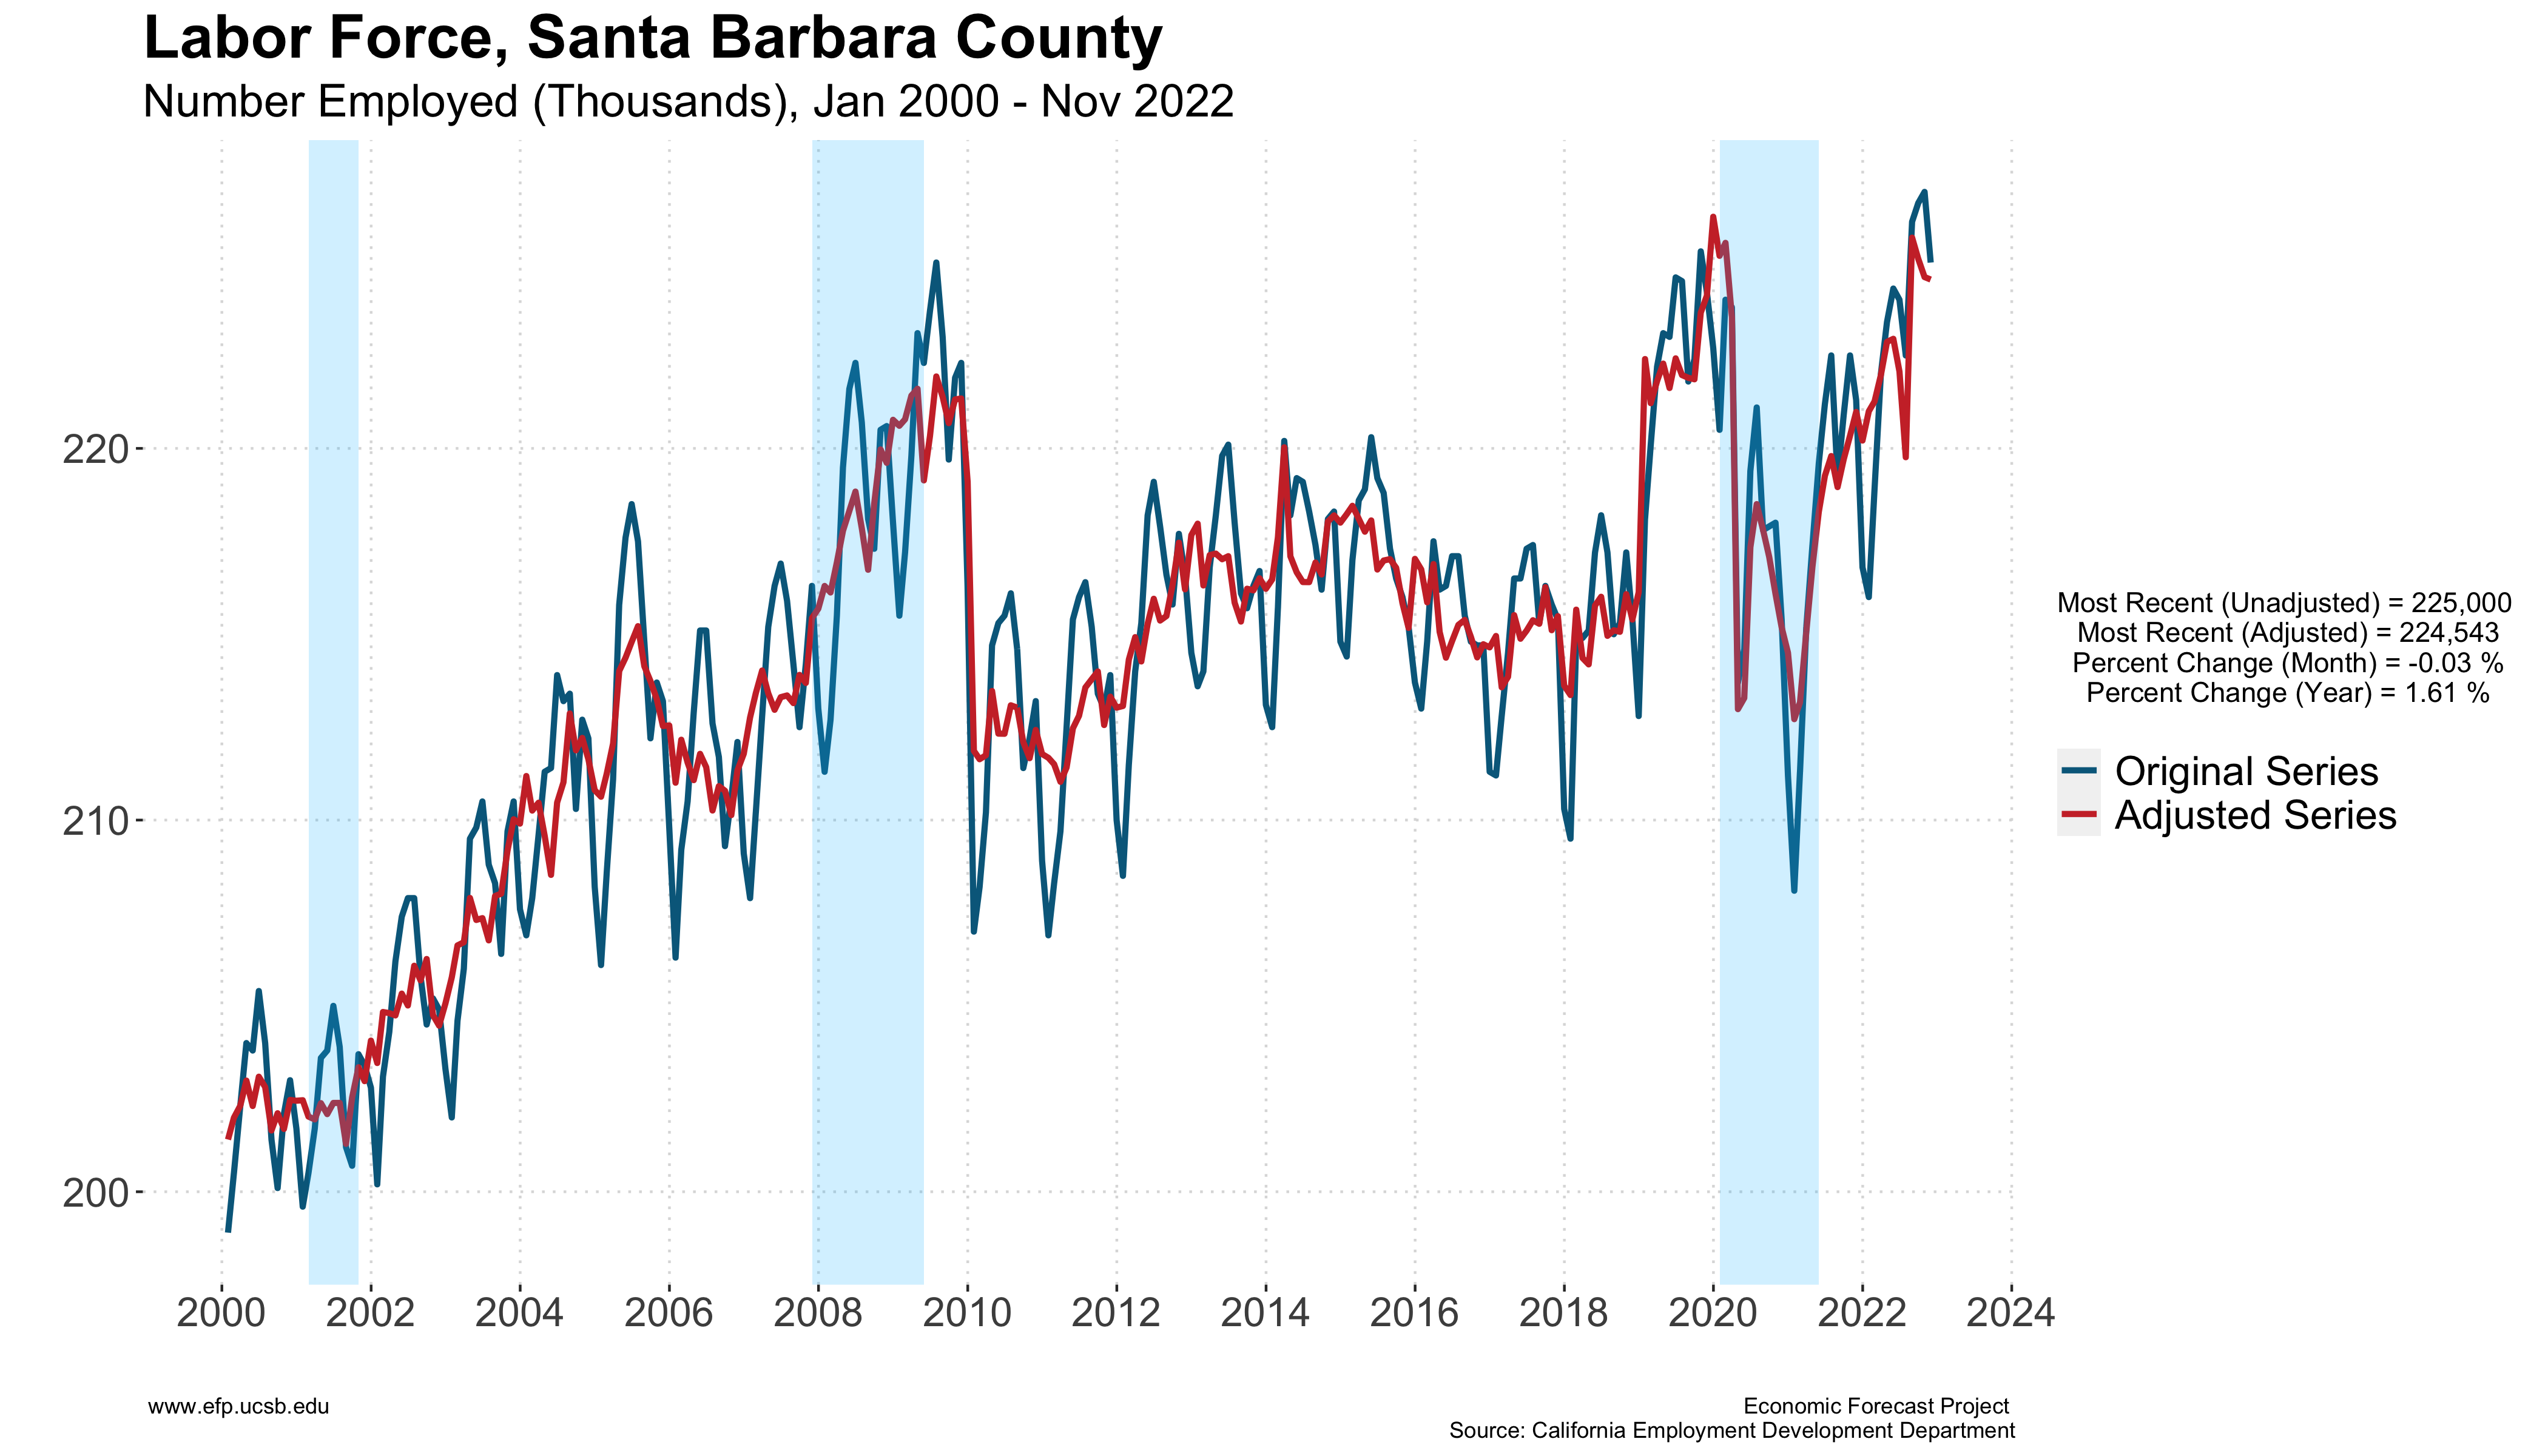 Labor Force, Santa Barbara County
Number Employed (Thousands), Jan 2000 - Nov 2022
220
210
200
2000 2002 2004 2006 2008 2010 2012 2014 2016 2018 2020 2022 2024
Most Recent (Unadjusted) = 225,000
Most Recent (Adjusted) = 224,543
Percent Change (Month) = -0.03 %
Percent Change (Year) = 1.61 %
Original Series
Adjusted Series
www.efp.ucsb.edu
Economic Forecast Project
Source: California Employment Development Department